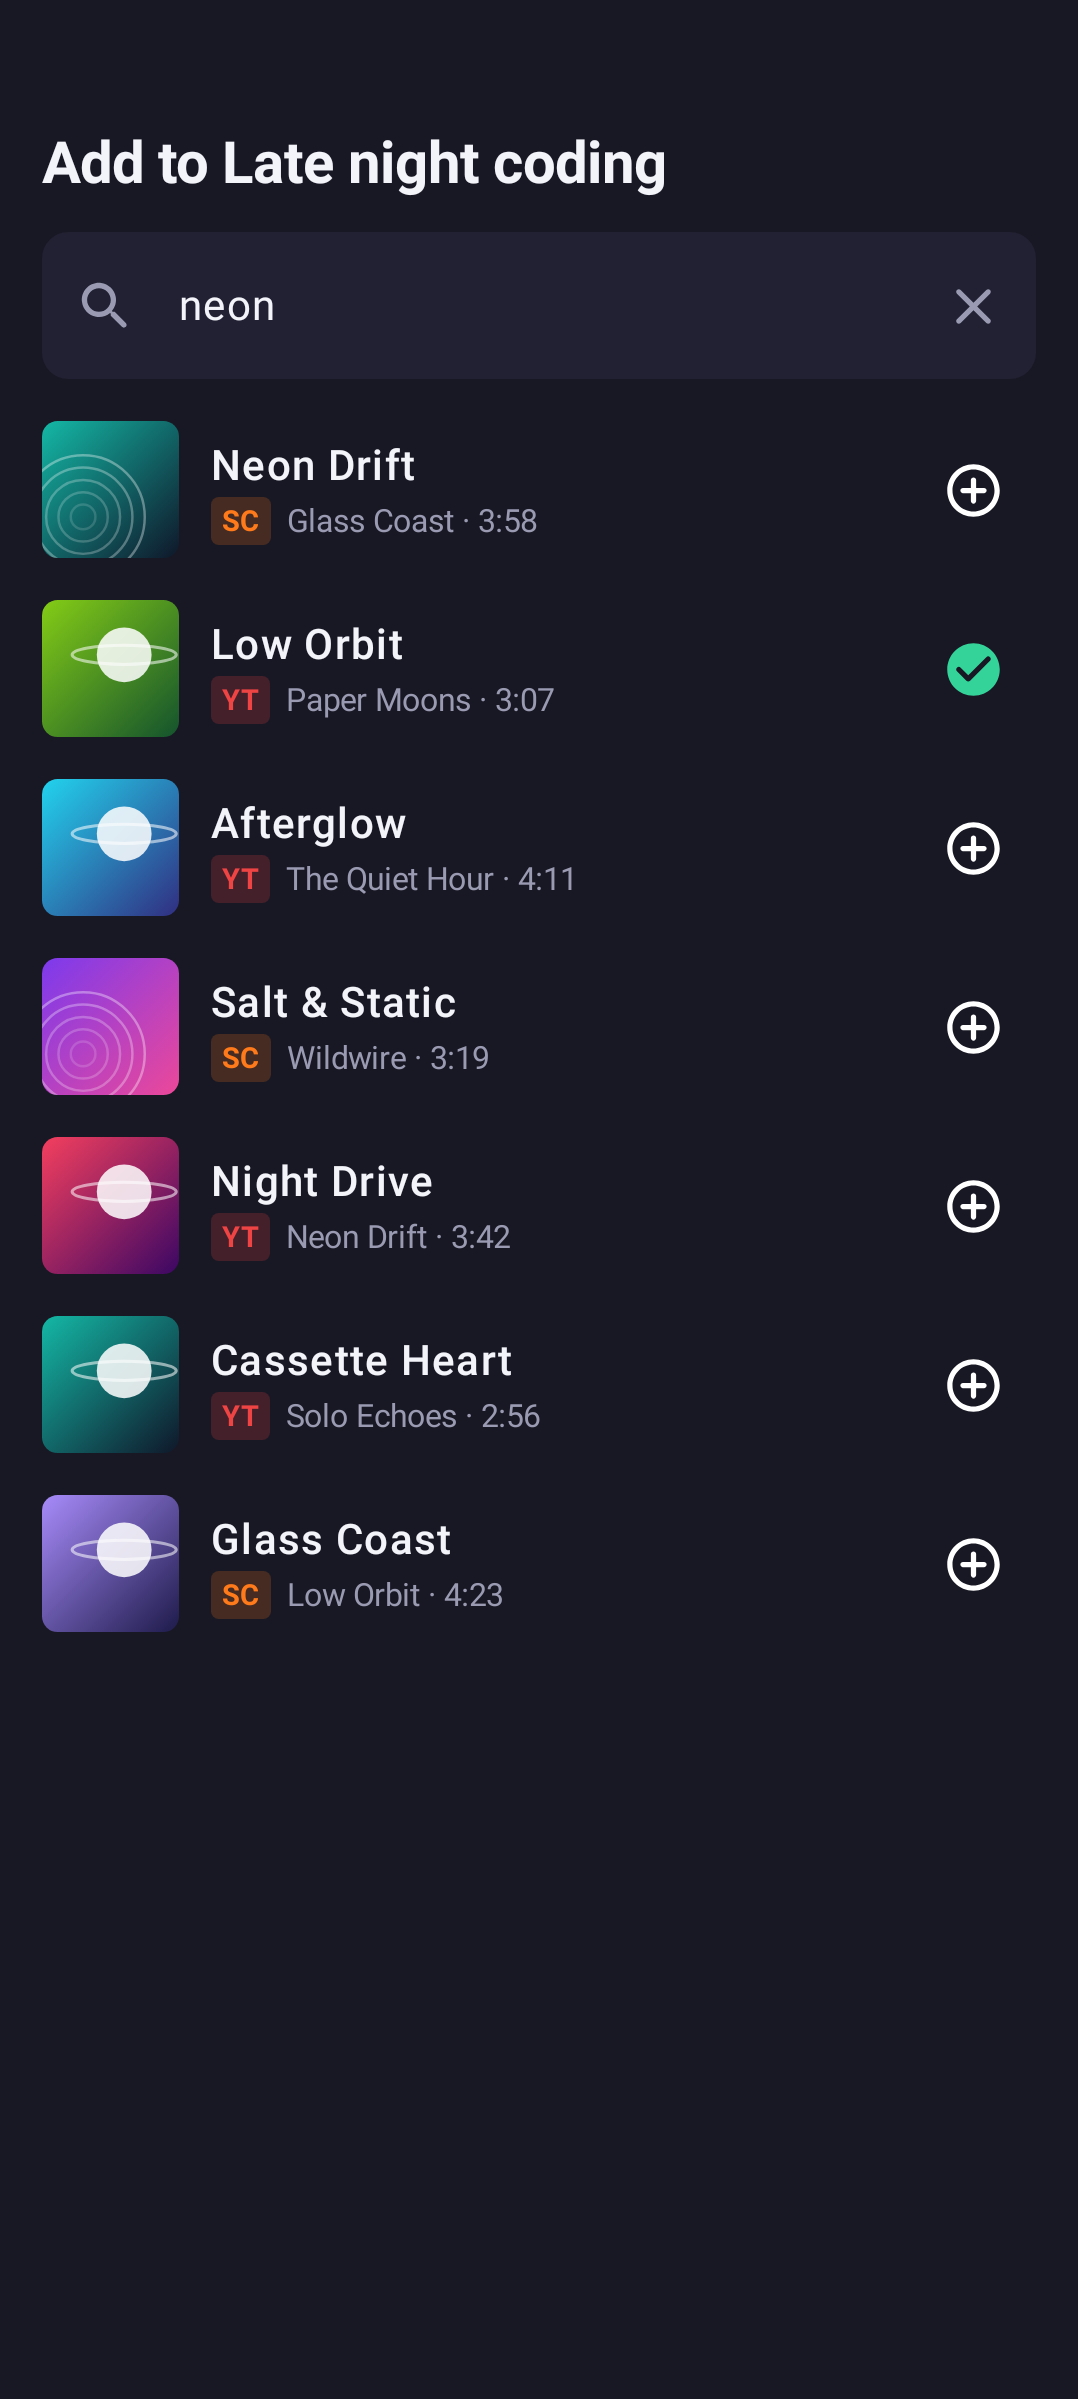 Add to Late night coding
neon
Neon Drift
SC Glass Coast · 3:58
Low Orbit
YT Paper Moons · 3:07
Afterglow
YT The Quiet Hour · 4:11
Salt & Static
SC Wildwire · 3:19
Night Drive
YT Neon Drift · 3:42
Cassette Heart
YT Solo Echoes · 2:56
Glass Coast
SC Low Orbit · 4:23